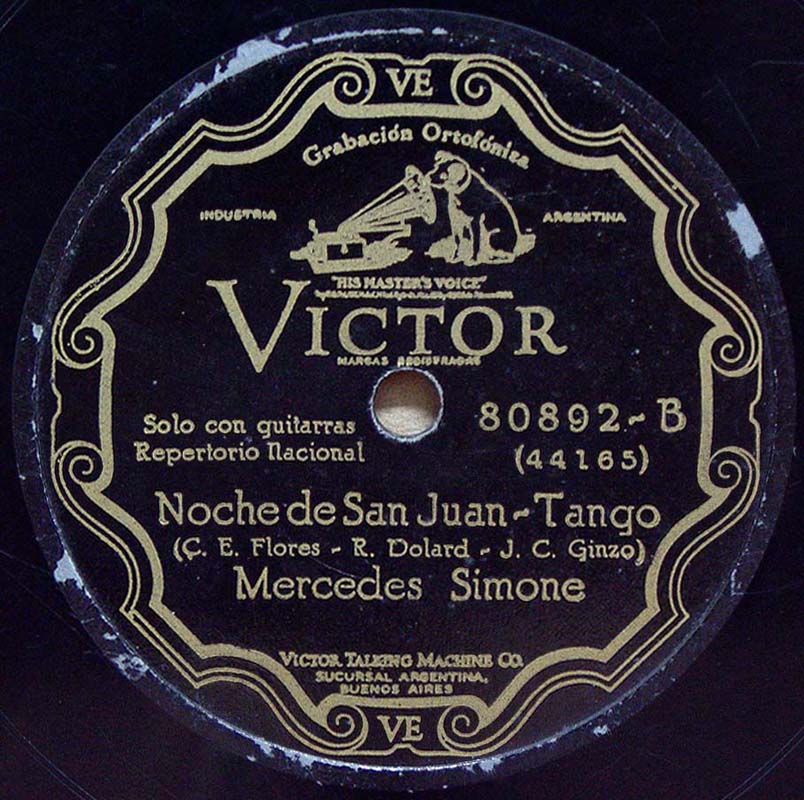 VE
Grabación Ortofónica
INDUSTRIA ARGENTINA
"HIS MASTER'S VOICE"
VICTOR
MARCAS REGISTRADAS
Solo con guitarras
Repertorio Nacional
80892-B
(44165)
Noche de San Juan - Tango
(C. E. Flores - R. Dolard - J. C. Ginzo)
Mercedes Simone
VICTOR TALKING MACHINE CO.
SUCURSAL ARGENTINA,
BUENOS AIRES
VE